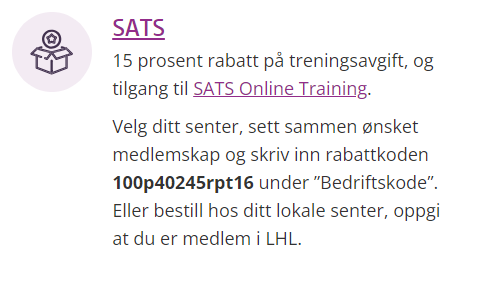 SATS
15 prosent rabatt på treningsavgift, og
tilgang til SATS Online Training.
Velg ditt senter, sett sammen ønsket
medlemskap og skriv inn rabattkoden
100p40245rpt16 under ”Bedriftskode”.
Eller bestill hos ditt lokale senter, oppgi
at du er medlem i LHL.